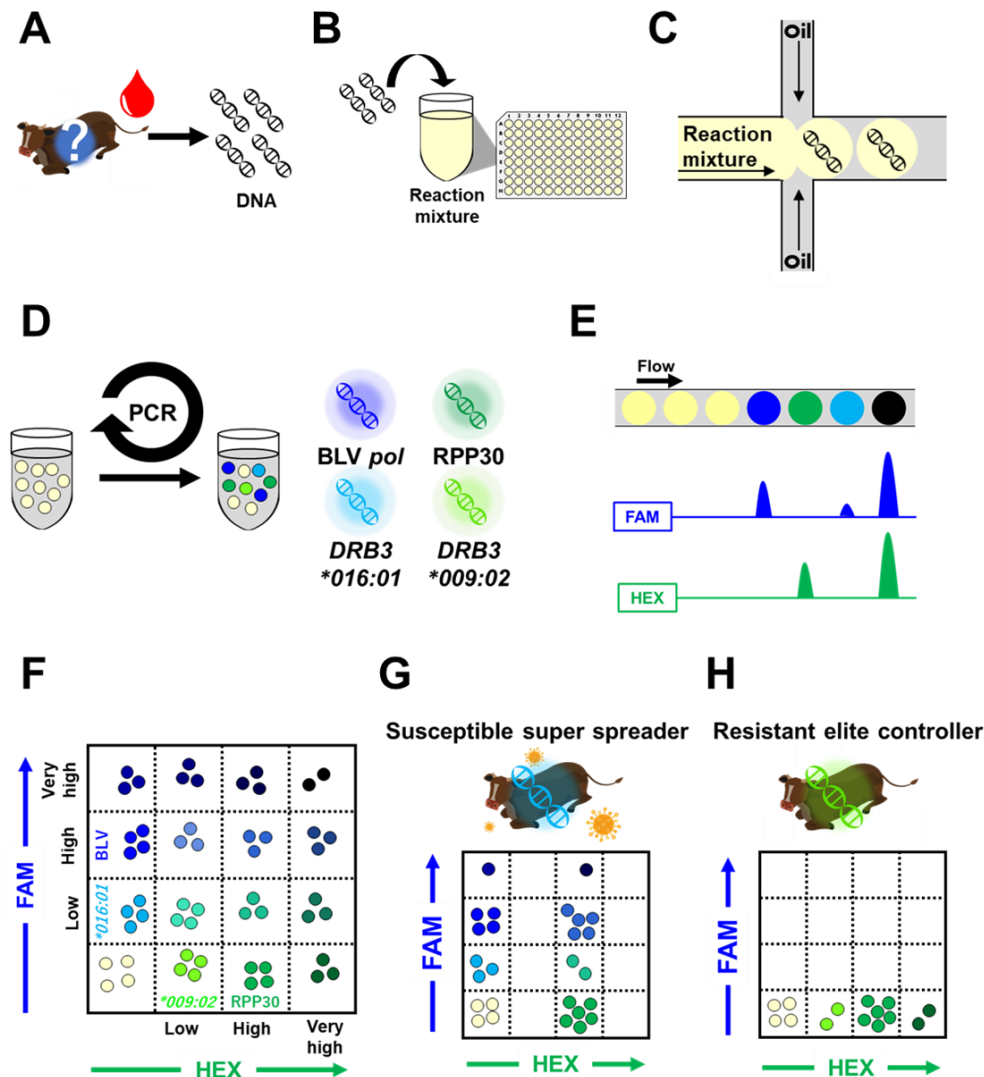 A
?
DNA
B
1 2 3 4 5 6 7 8 9 10 11 12
A
B
C
D
E
F
G
H
Reaction
mixture
C
Oil
Reaction
mixture
Oil
D
PCR
BLV pol
RPP30
DRB3
*016:01
DRB3
*009:02
E
Flow
FAM
HEX
F
FAM
Very
high
High
Low
BLV
*016:01
*009:02
RPP30
Low
High
Very
high
HEX
G
Susceptible super spreader
FAM
HEX
H
Resistant elite controller
FAM
HEX